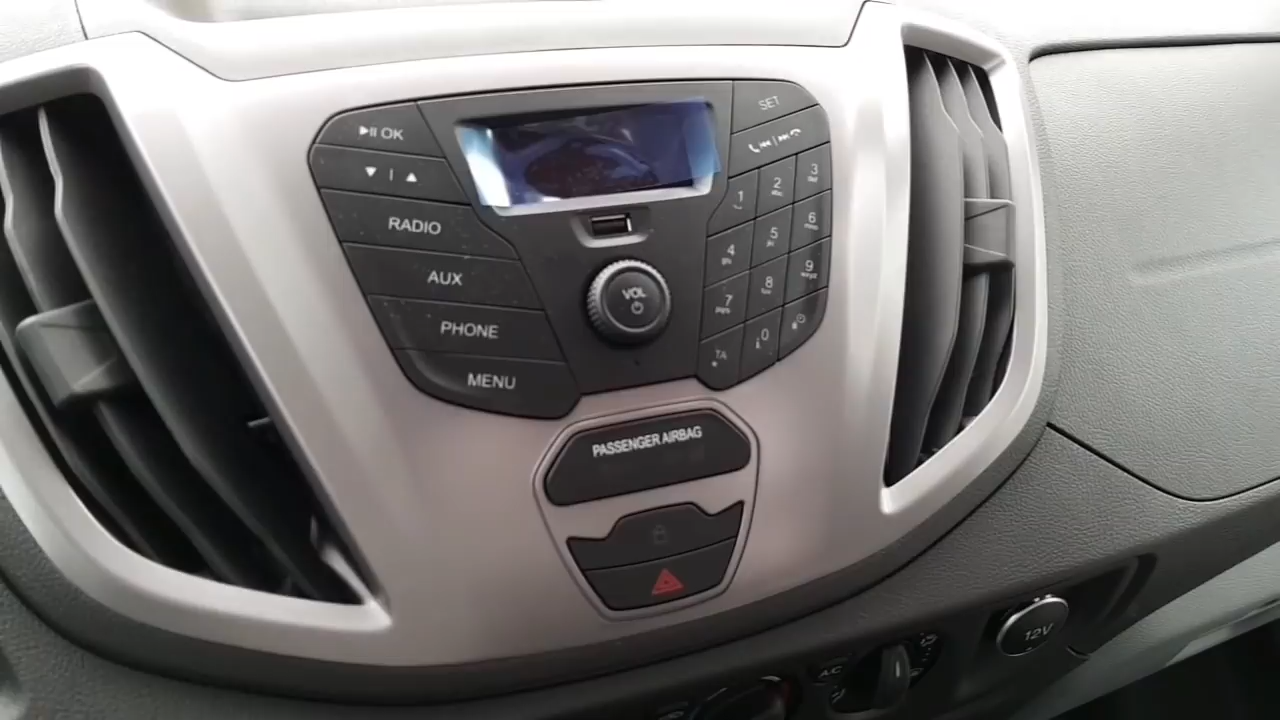 OK
RADIO
AUX
PHONE
MENU
SET
VOL
1
2
3
4
5
6
7
8
9
TA
*
0
PASSENGER AIRBAG
A/C
12V